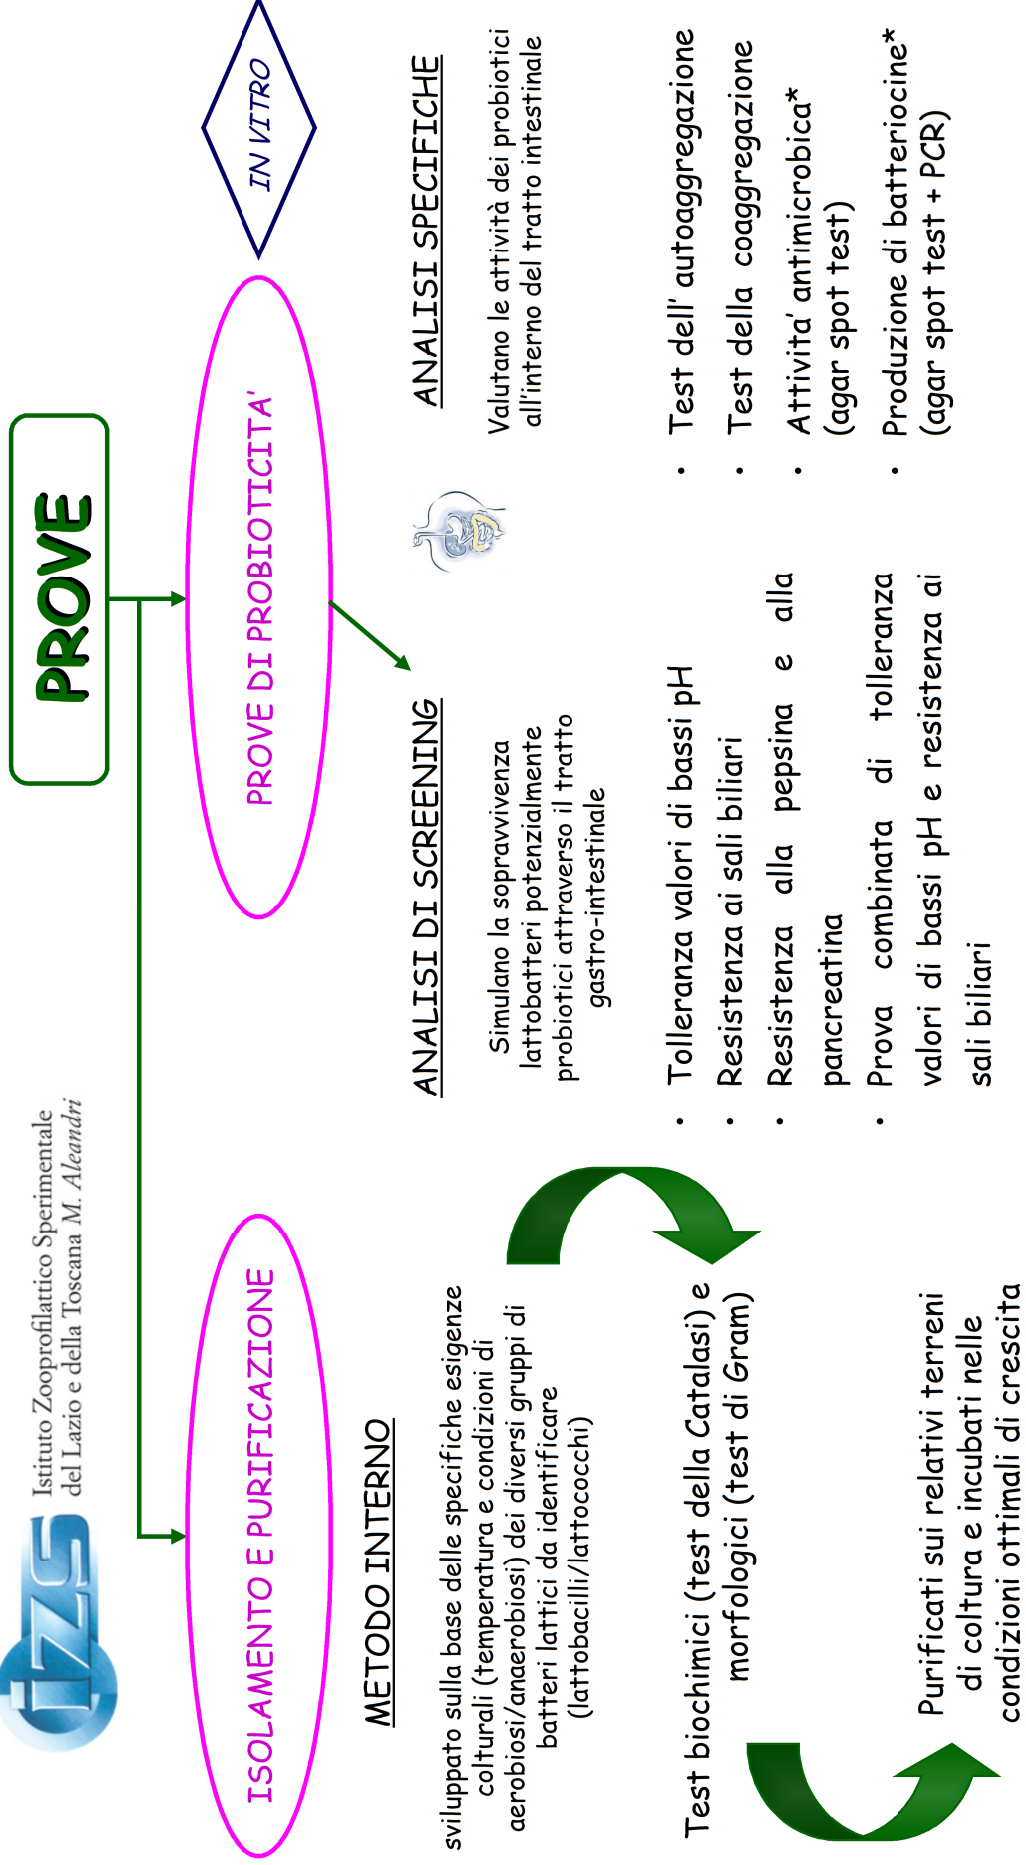 iZS
Istituto Zooprofilattico Sperimentale
del Lazio e della Toscana M. Aleandri
PROVE
ISOLAMENTO E PURIFICAZIONE
PROVE DI PROBIOTICITA'
IN VITRO
METODO INTERNO
sviluppato sulla base delle specifiche esigenze
colturali (temperatura e condizioni di
aerobiosi/anaerobiosi) dei diversi gruppi di
batteri lattici da identificare
(lattobacilli/lattococchi)
Test biochimici (test della Catalasi) e
morfologici (test di Gram)
Purificati sui relativi terreni
di coltura e incubati nelle
condizioni ottimali di crescita
ANALISI DI SCREENING
Simulano la sopravvivenza
lattobatteri potenzialmente
probiotici attraverso il tratto
gastro-intestinale
• Tolleranza valori di bassi pH
• Resistenza ai sali biliari
• Resistenza alla pepsina e alla
pancreatina
• Prova combinata di tolleranza
valori di bassi pH e resistenza ai
sali biliari
ANALISI SPECIFICHE
Valutano le attività dei probiotici
all'interno del tratto intestinale
• Test dell' autoaggregazione
• Test della coaggregazione
• Attivita' antimicrobica*
(agar spot test)
• Produzione di batteriocine*
(agar spot test + PCR)